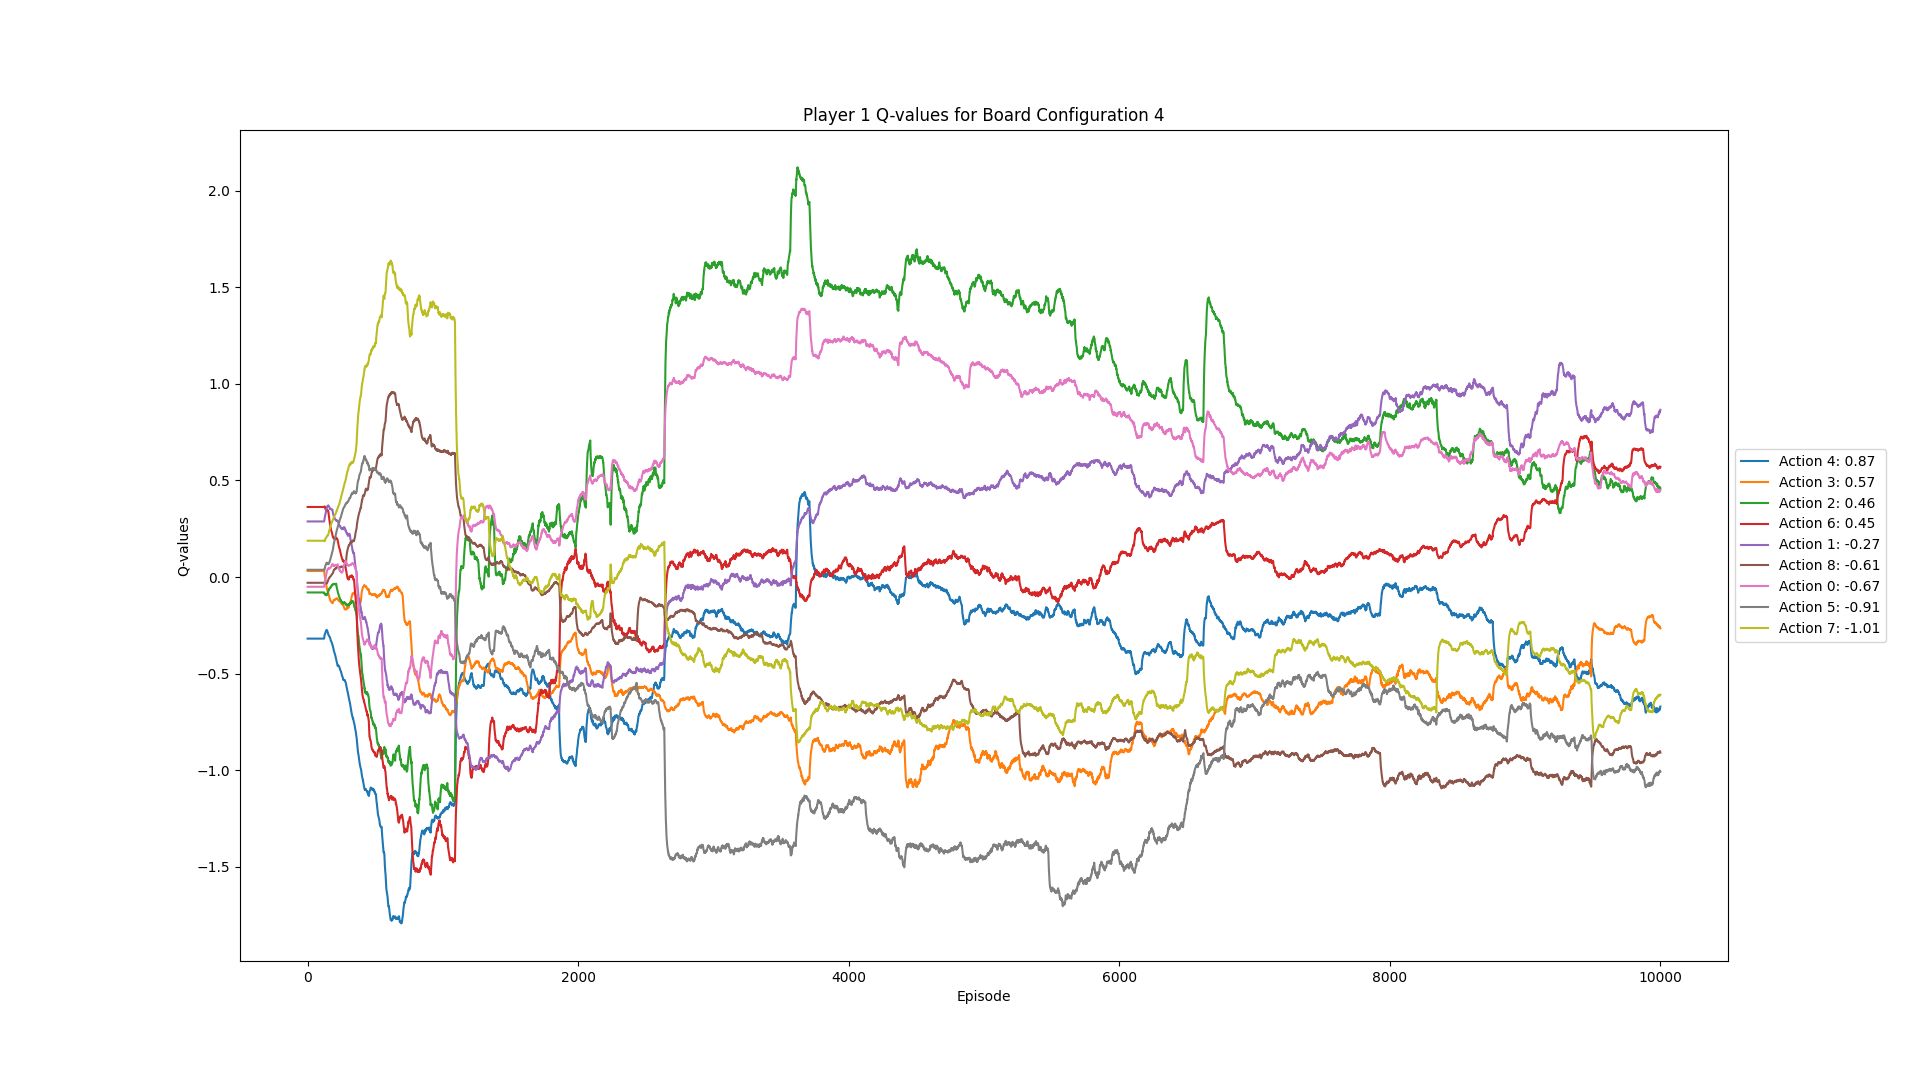 Player 1 Q-values for Board Configuration 4
Q-values
2.0
1.5
1.0
0.5
0.0
−0.5
−1.0
−1.5
0
2000
4000
6000
8000
10000
Episode
Action 4: 0.87
Action 3: 0.57
Action 2: 0.46
Action 6: 0.45
Action 1: -0.27
Action 8: -0.61
Action 0: -0.67
Action 5: -0.91
Action 7: -1.01